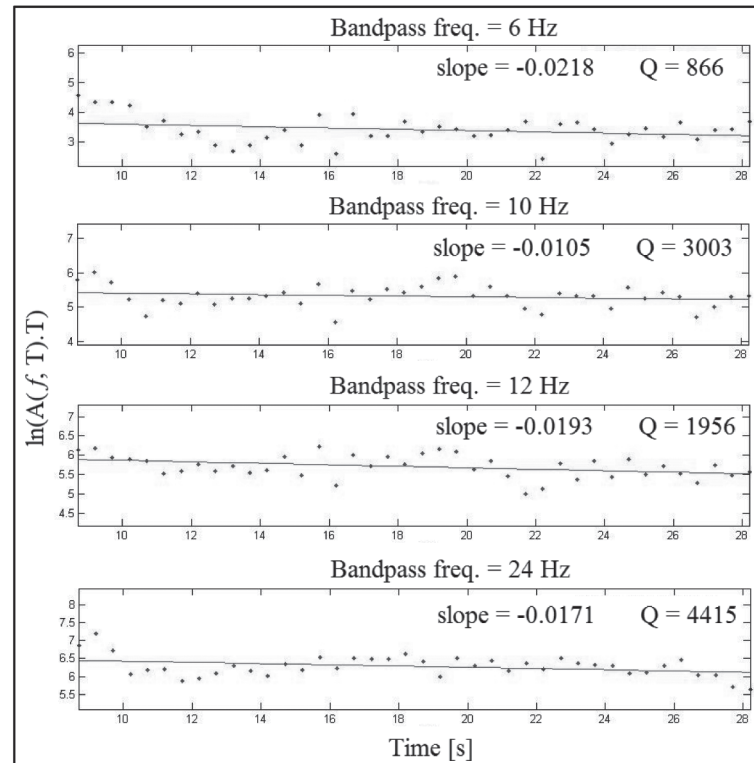 Bandpass freq. = 6 Hz
slope = -0.0218 Q = 866
6
5
4
3
10 12 14 16 18 20 22 24 26 28
Bandpass freq. = 10 Hz
slope = -0.0105 Q = 3003
7
6
5
4
10 12 14 16 18 20 22 24 26 28
ln(A(f, T).T)
Bandpass freq. = 12 Hz
slope = -0.0193 Q = 1956
7
6.5
6
5.5
5
4.5
10 12 14 16 18 20 22 24 26 28
Bandpass freq. = 24 Hz
slope = -0.0171 Q = 4415
8
7.5
7
6.5
6
5.5
10 12 14 16 18 20 22 24 26 28
Time [s]